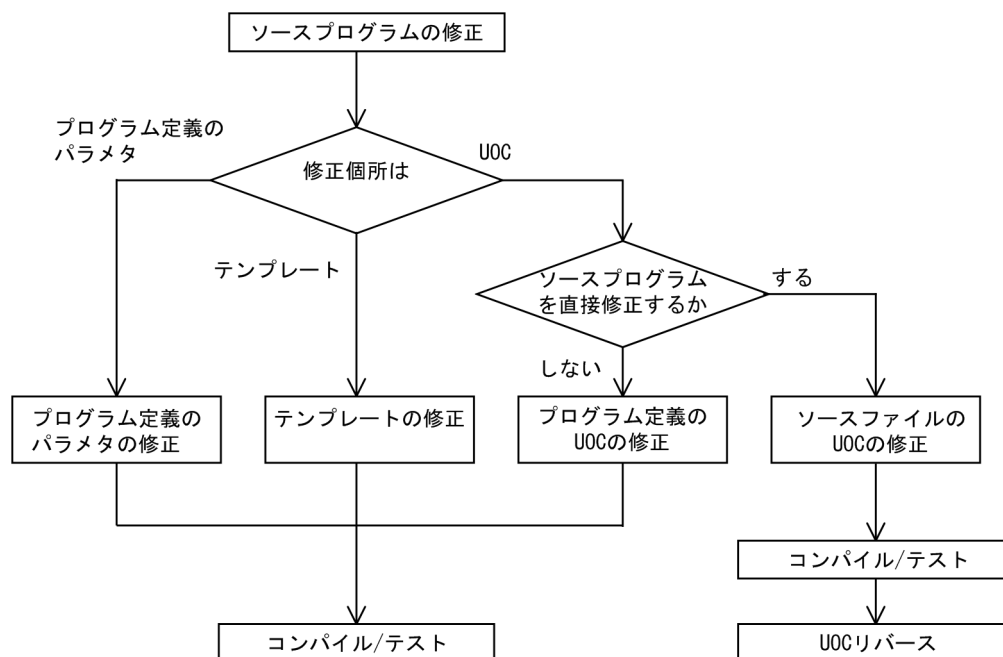 ソースプログラムの修正
プログラム定義の
パラメタ
修正個所は
UOC
テンプレート
ソースプログラム
を直接修正するか
する
しない
プログラム定義の
パラメタの修正
テンプレートの修正
プログラム定義の
UOCの修正
ソースファイルの
UOCの修正
コンパイル/テスト
コンパイル/テスト
UOCリバース